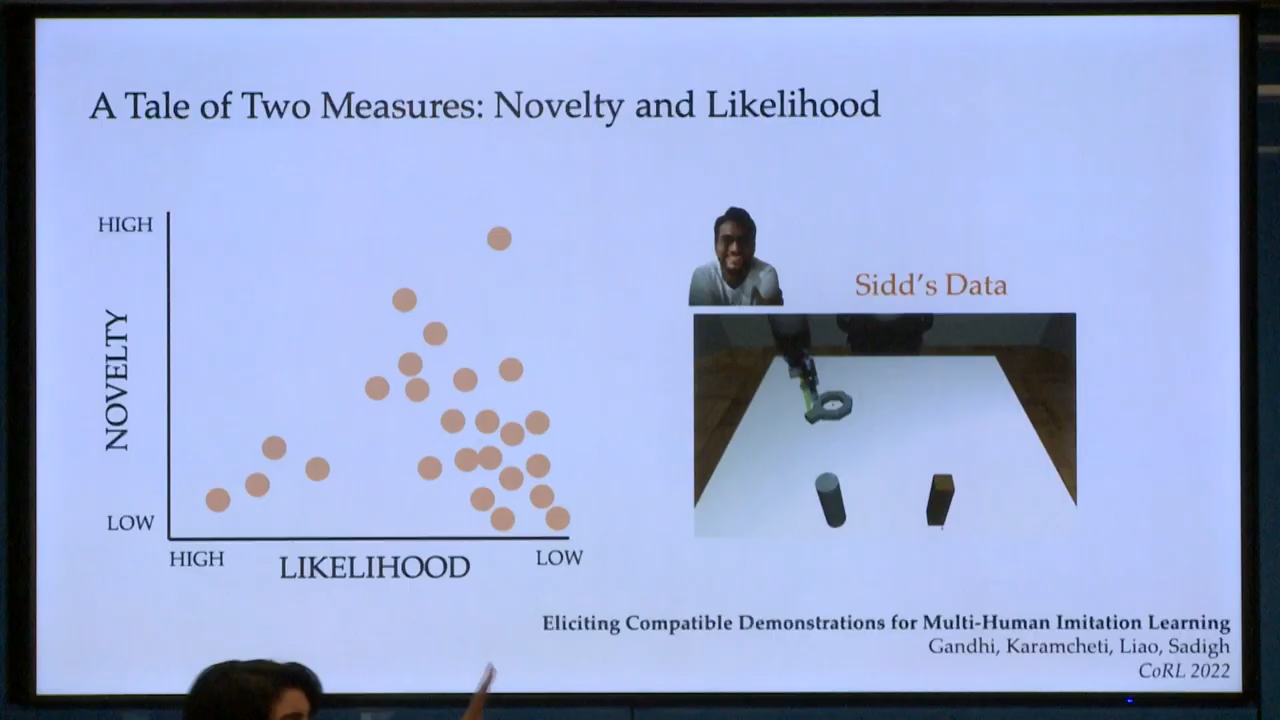 A Tale of Two Measures: Novelty and Likelihood
HIGH
NOVELTY
LOW
HIGH
LIKELIHOOD
LOW
Sidd's Data
Eliciting Compatible Demonstrations for Multi-Human Imitation Learning
Gandhi, Karamcheti, Liao, Sadigh
CoRL 2022